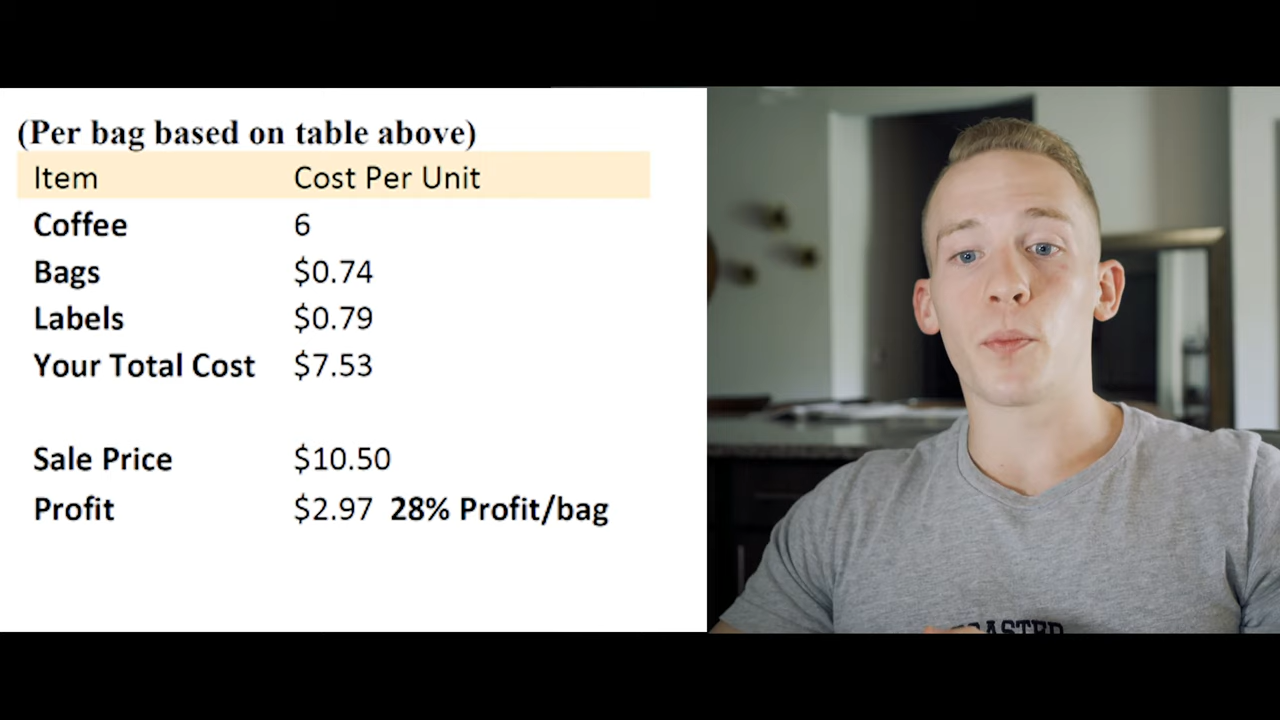 (Per bag based on table above)
Item Cost Per Unit
Coffee 6
Bags $0.74
Labels $0.79
Your Total Cost $7.53
Sale Price $10.50
Profit $2.97 28% Profit/bag